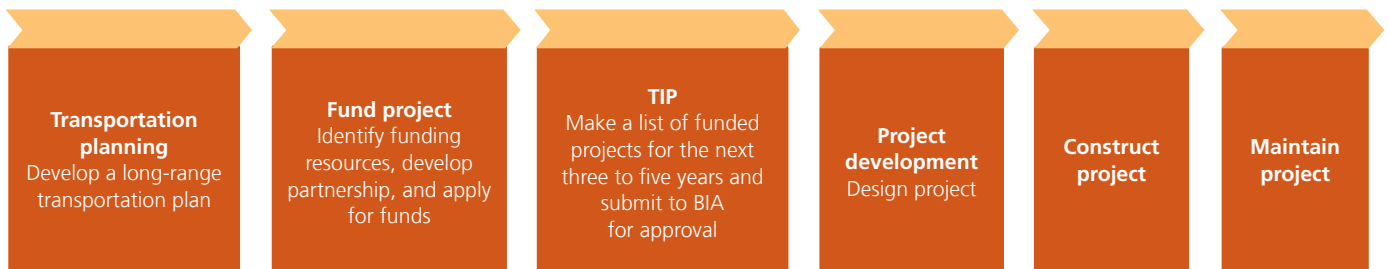 Transportation
planning
Develop a long-range
transportation plan
Fund project
Identify funding
resources, develop
partnership, and apply
for funds
TIP
Make a list of funded
projects for the next
three to five years and
submit to BIA
for approval
Project
development
Design project
Construct
project
Maintain
project